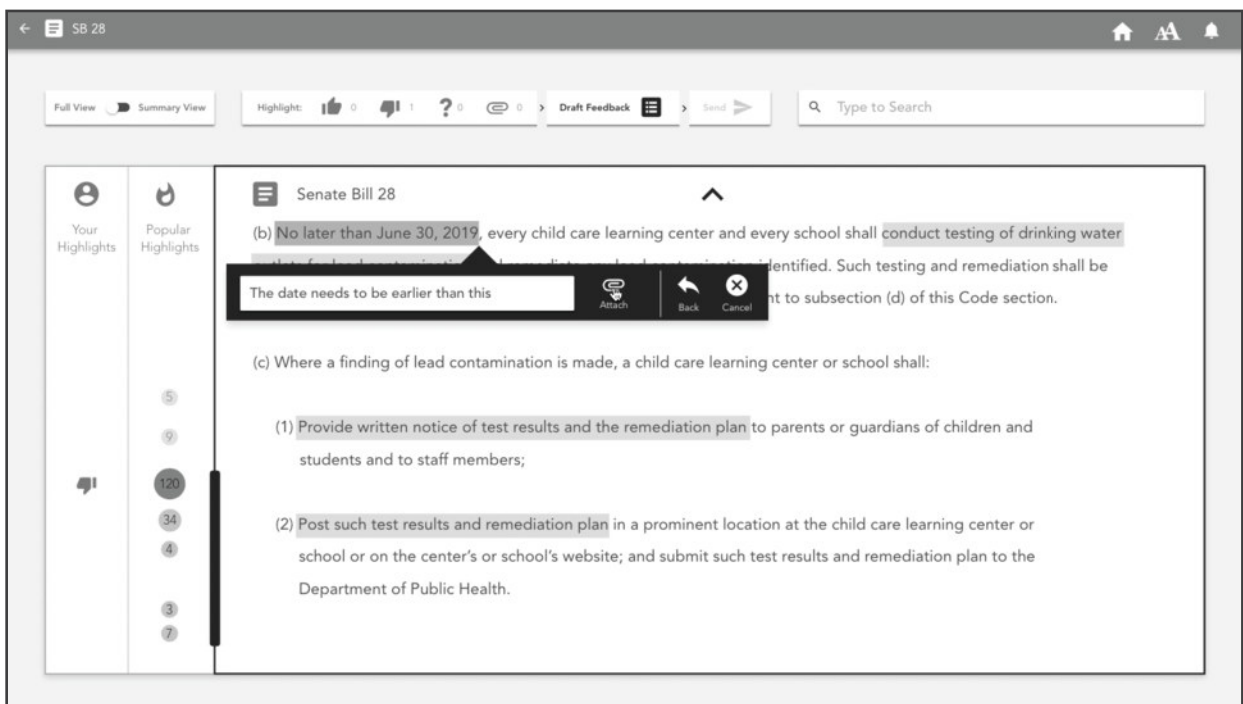 SB 28
AA
Full View Summary View
Highlight: 0 1 ? 0 0 › Draft Feedback › Send
Type to Search
Your
Highlights
Popular
Highlights
Senate Bill 28
(b) No later than June 30, 2019, every child care learning center and every school shall conduct testing of drinking water
identified. Such testing and remediation shall be
The date needs to be earlier than this
Attach
Back
Cancel
nt to subsection (d) of this Code section.
(c) Where a finding of lead contamination is made, a child care learning center or school shall:
5
(1) Provide written notice of test results and the remediation plan to parents or guardians of children and
9
students and to staff members;
120
34
(2) Post such test results and remediation plan in a prominent location at the child care learning center or
4
school or on the center's or school's website; and submit such test results and remediation plan to the
Department of Public Health.
3
7